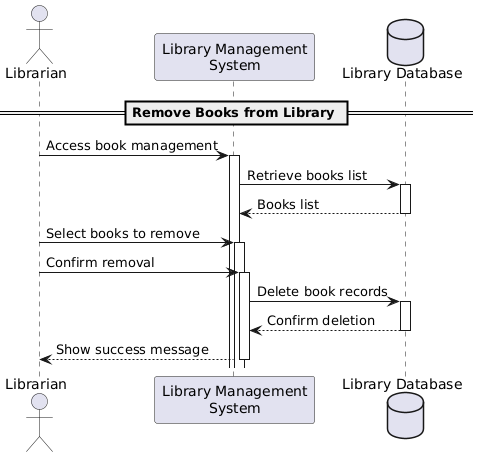 Librarian
Library Management
System
Library Database
Remove Books from Library
Access book management
Retrieve books list
Books list
Select books to remove
Confirm removal
Delete book records
Confirm deletion
Show success message
Librarian
Library Management
System
Library Database